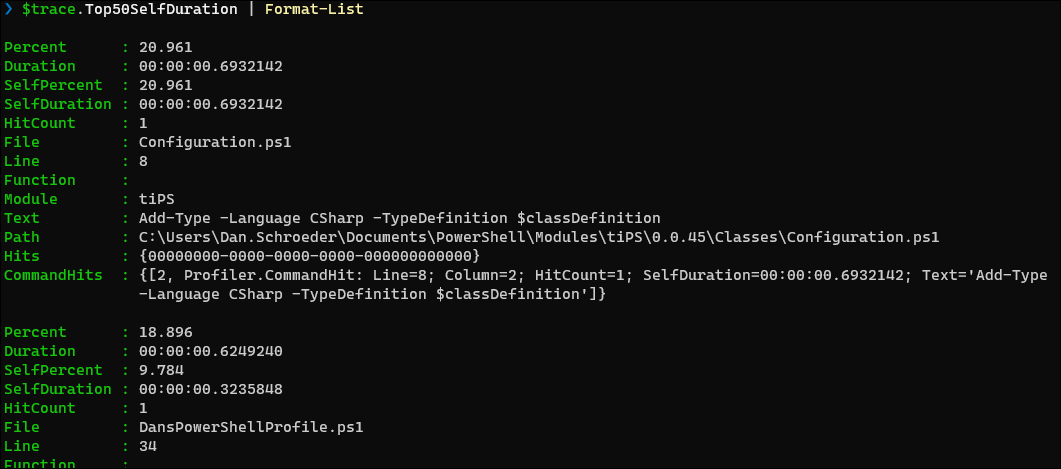 ❯ $trace.Top50SelfDuration | Format-List
Percent : 20.961
Duration : 00:00:00.6932142
SelfPercent : 20.961
SelfDuration : 00:00:00.6932142
HitCount : 1
File : Configuration.ps1
Line : 8
Function :
Module : tiPS
Text : Add-Type -Language CSharp -TypeDefinition $classDefinition
Path : C:\Users\Dan.Schroeder\Documents\PowerShell\Modules\tiPS\0.0.45\Classes\Configuration.ps1
Hits : {00000000-0000-0000-0000-000000000000}
CommandHits : {[2, Profiler.CommandHit: Line=8; Column=2; HitCount=1; SelfDuration=00:00:00.6932142; Text='Add-Type
-Language CSharp -TypeDefinition $classDefinition']}
Percent : 18.896
Duration : 00:00:00.6249240
SelfPercent : 9.784
SelfDuration : 00:00:00.3235848
HitCount : 1
File : DansPowerShellProfile.ps1
Line : 34
Function :